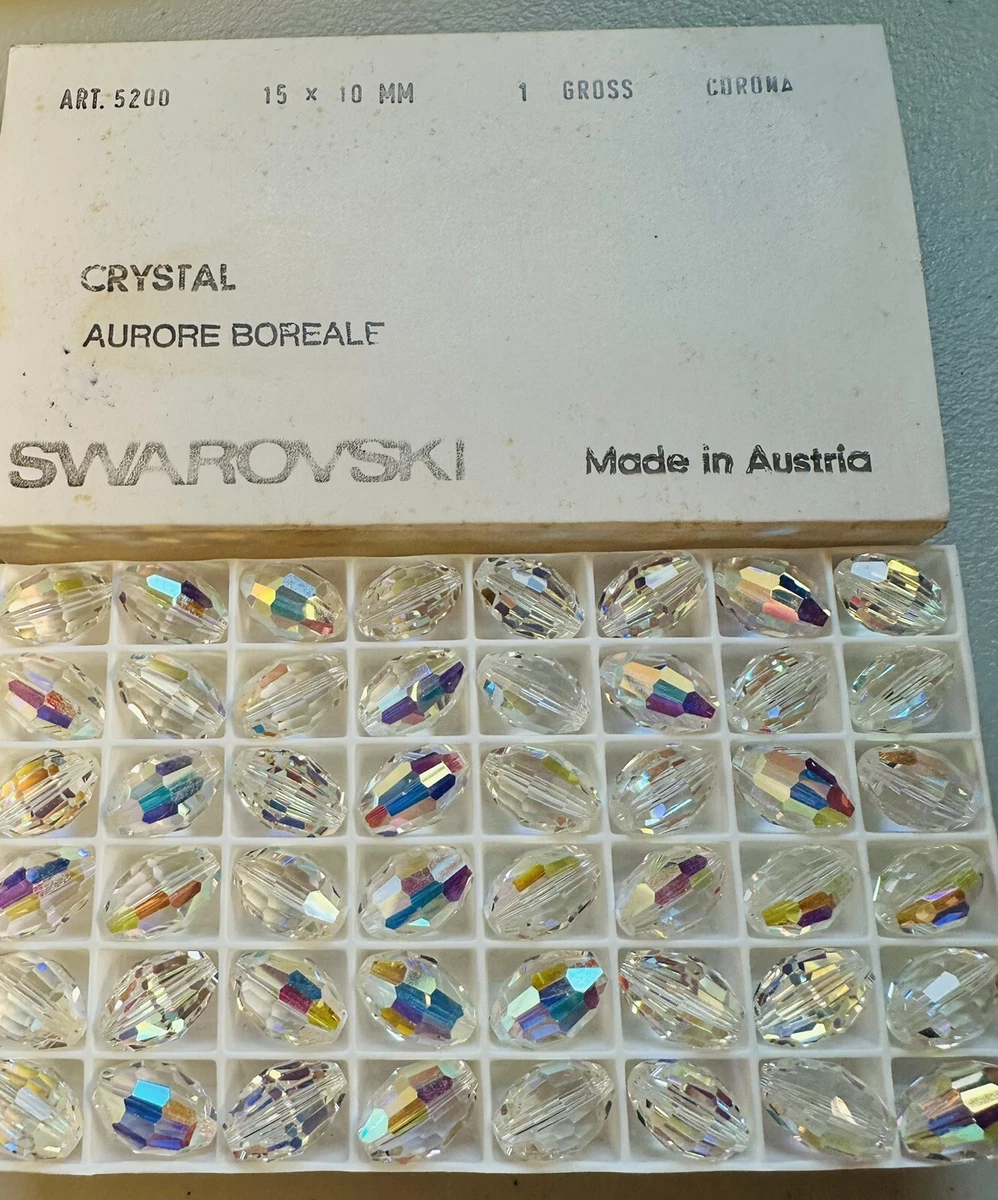 ART. 5200 15 × 10 MM 1 GROSS CORONA
CRYSTAL
AURORE BOREALE
SWAROVSKI Made in Austria